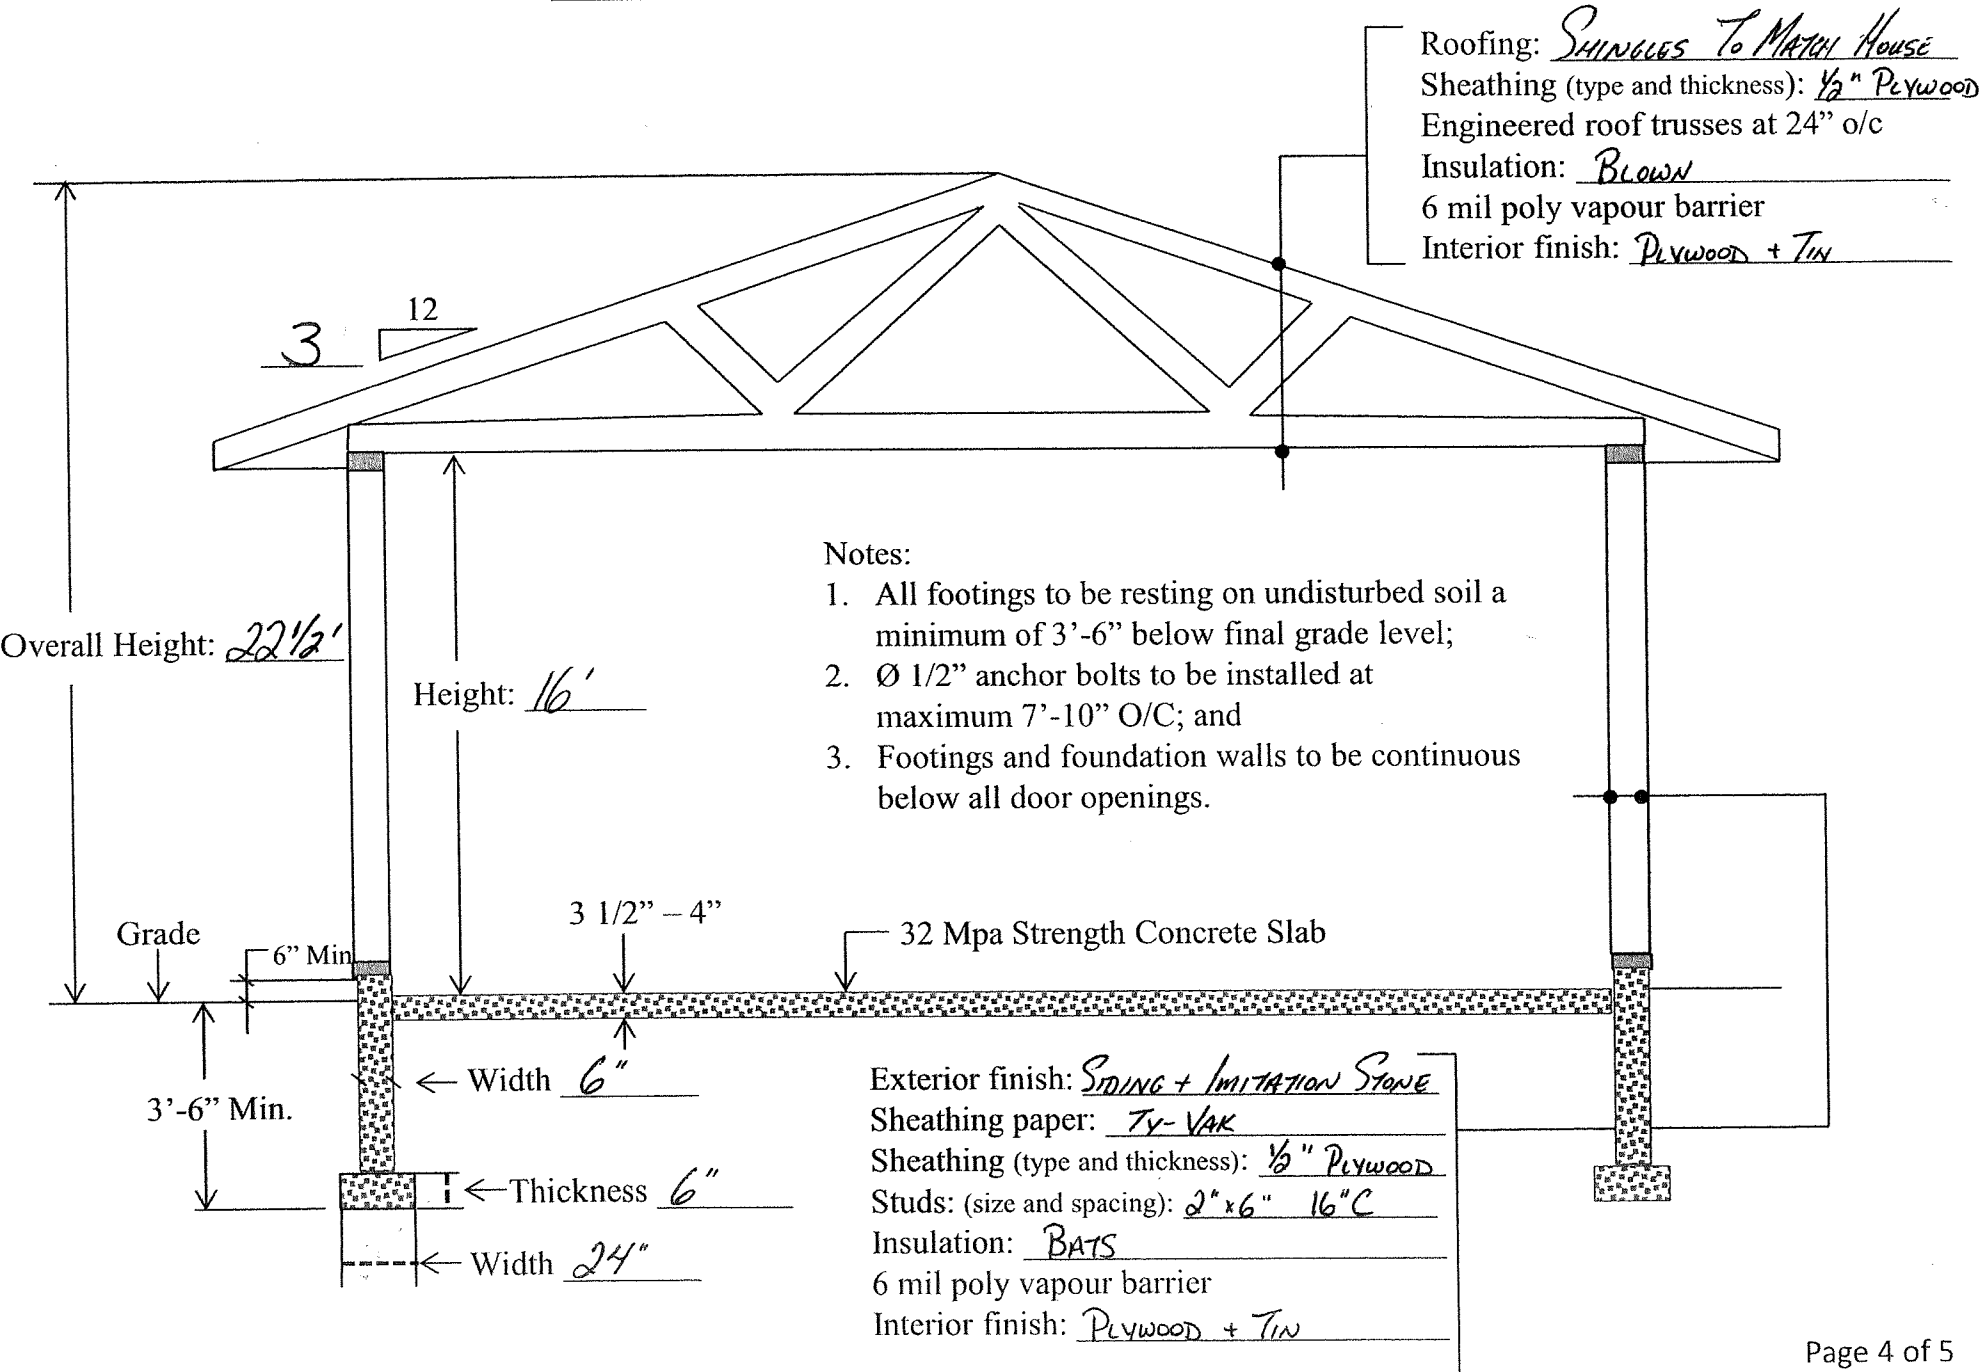 Roofing: SHINGLES TO MATCH HOUSE
Sheathing (type and thickness): 1/2" PLYWOOD
Engineered roof trusses at 24” o/c
Insulation: BLOWN
6 mil poly vapour barrier
Interior finish: PLYWOOD + TIN
12
3
Notes:
1. All footings to be resting on undisturbed soil a
minimum of 3’-6” below final grade level;
2. Ø 1/2” anchor bolts to be installed at
maximum 7’-10” O/C; and
3. Footings and foundation walls to be continuous
below all door openings.
Overall Height: 22 1/2'
Height: 16'
Grade
6” Min
3 1/2” – 4”
32 Mpa Strength Concrete Slab
Width 6"
3’-6” Min.
Thickness 6"
Width 24"
Exterior finish: SIDING + IMITATION STONE
Sheathing paper: TY-VAK
Sheathing (type and thickness): 1/2" PLYWOOD
Studs: (size and spacing): 2"x6" 16"C
Insulation: BATS
6 mil poly vapour barrier
Interior finish: PLYWOOD + TIN
Page 4 of 5